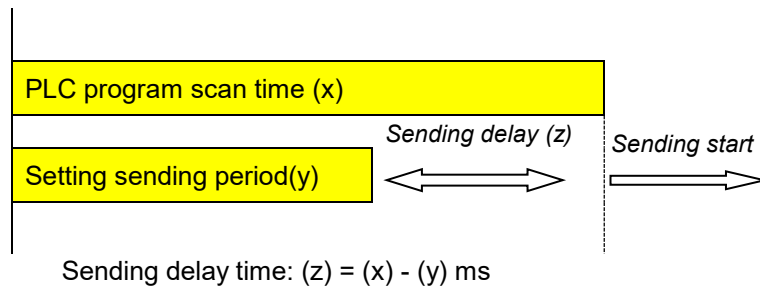 PLC program scan time (x)
Sending delay (z)
Sending start
Setting sending period(y)
Sending delay time: (z) = (x) - (y) ms